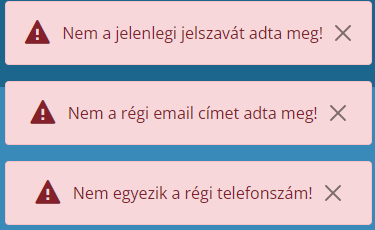 Nem a jelenlegi jelszavát adta meg!
Nem a régi email címet adta meg!
Nem egyezik a régi telefonszám!